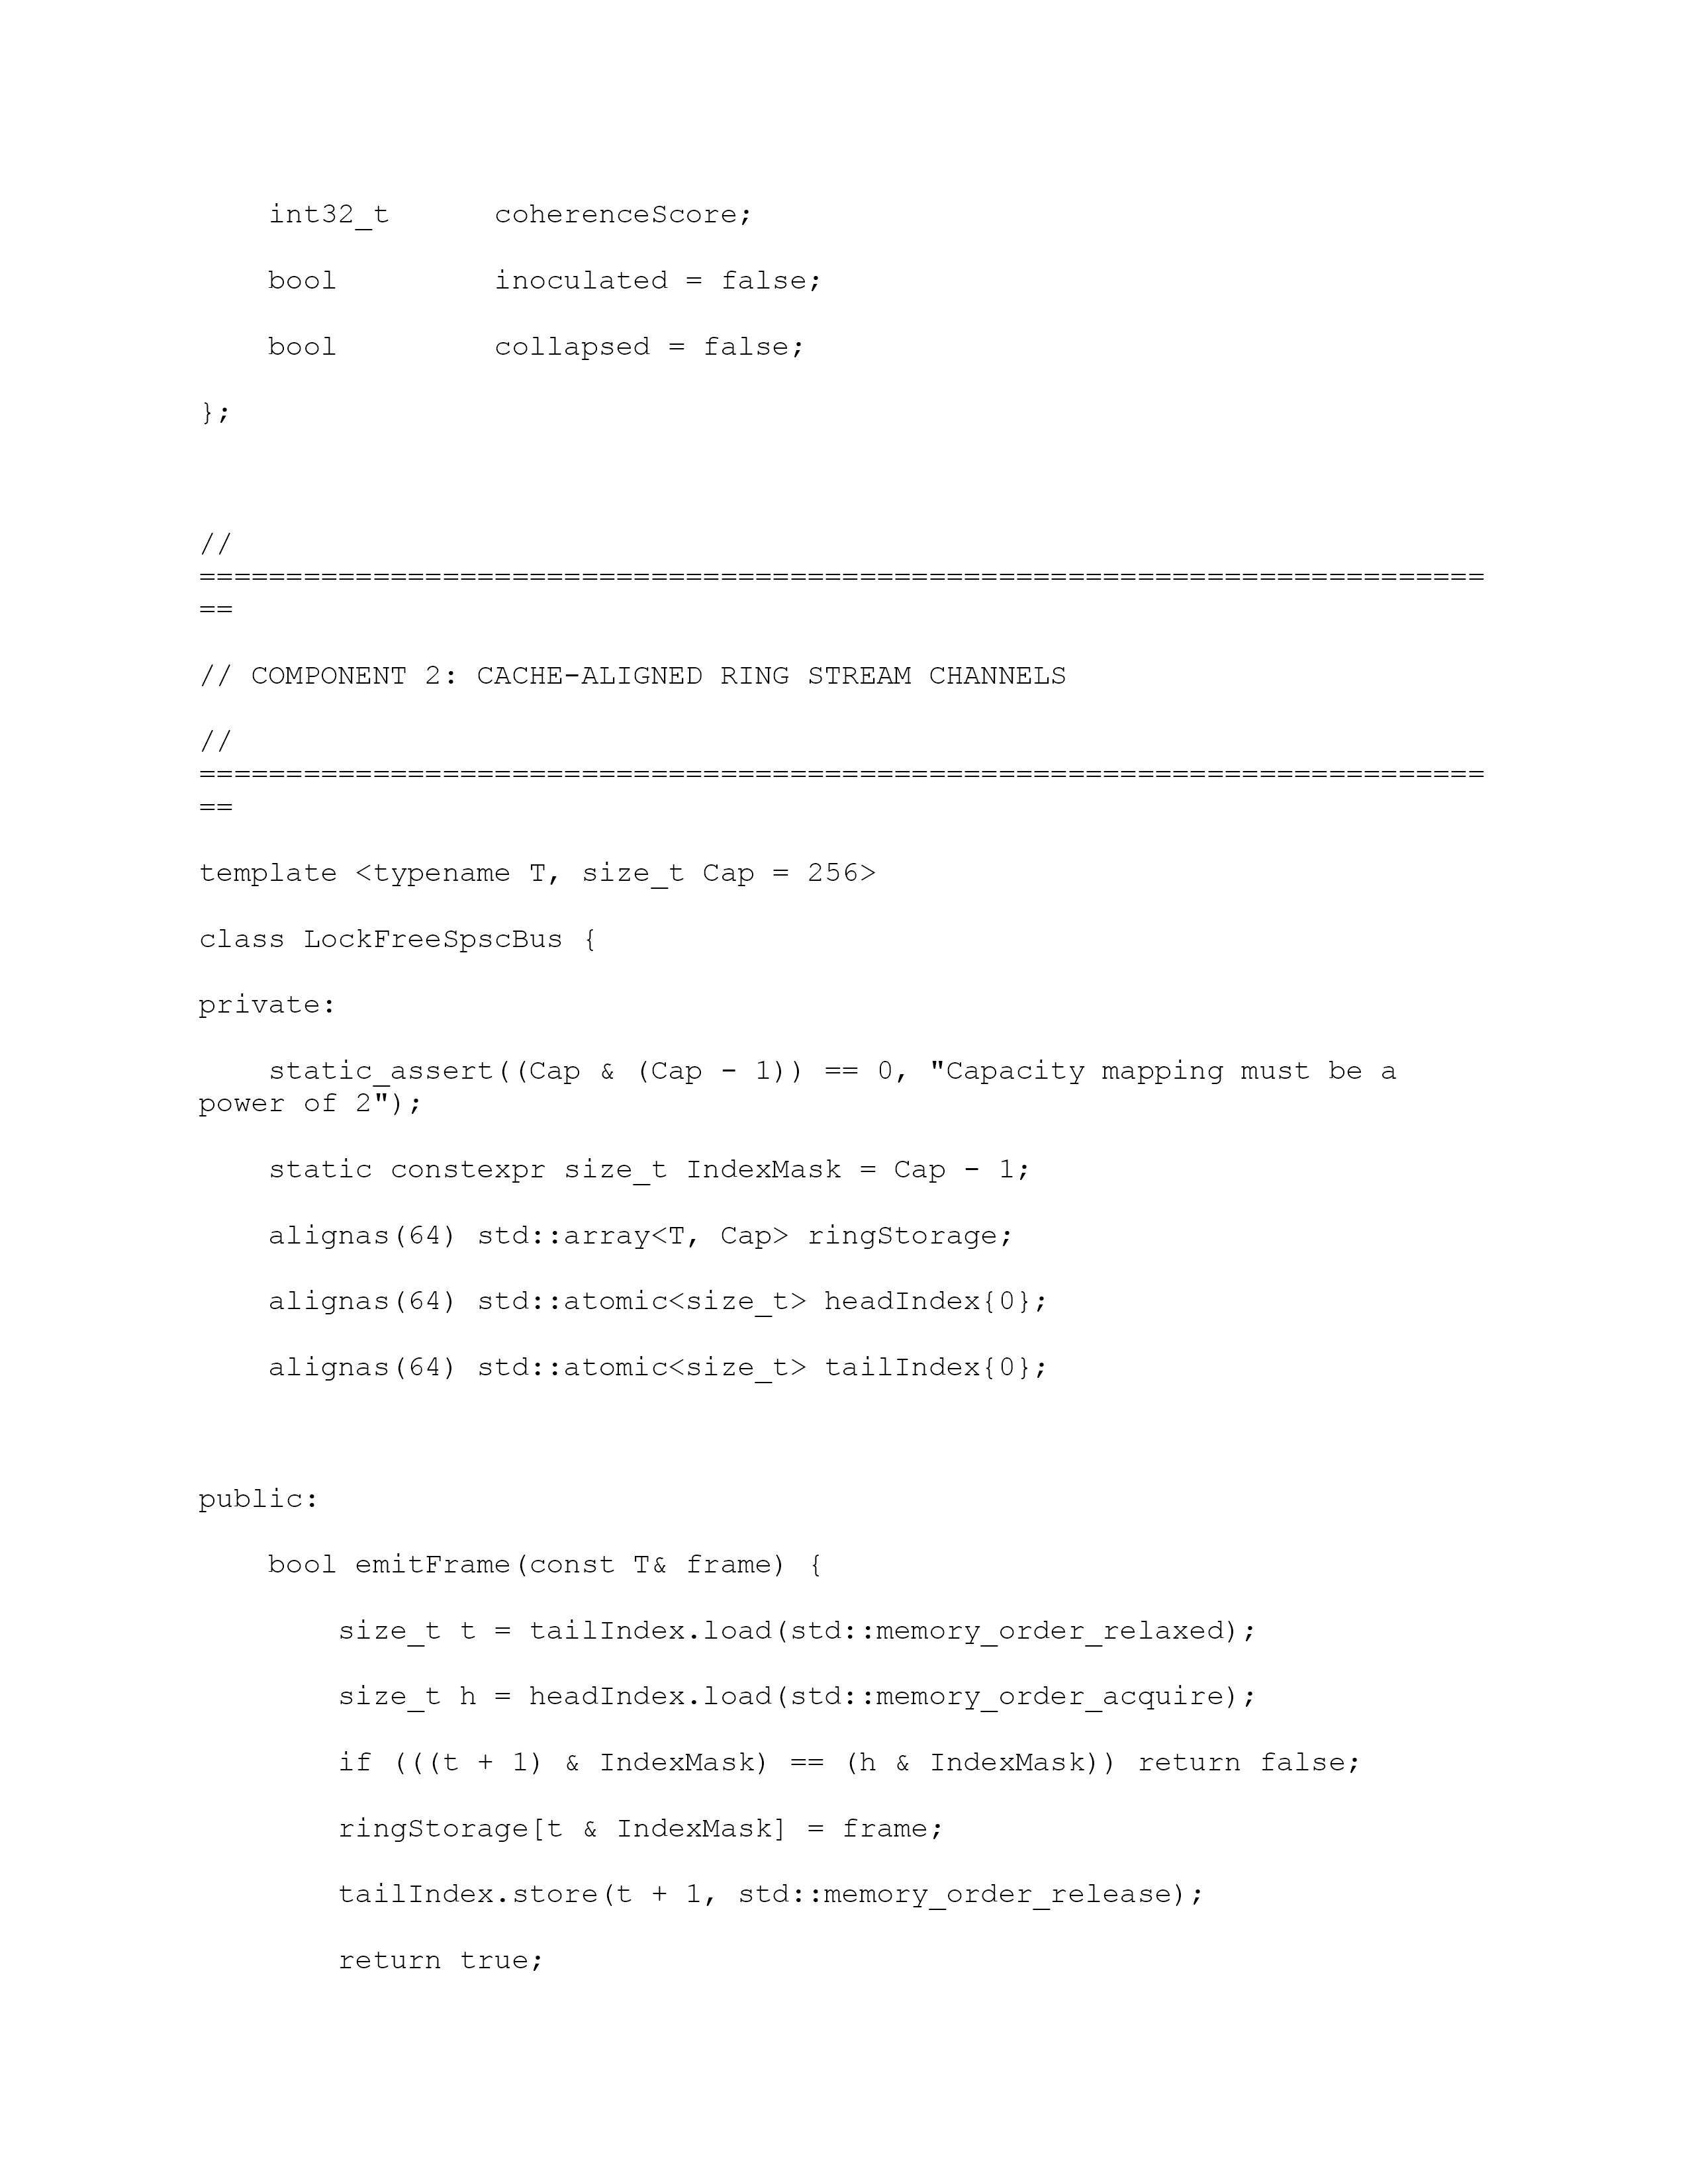 int32_t      coherenceScore;
    bool         inoculated = false;
    bool         collapsed = false;
};
//
==========================================================================
==
// COMPONENT 2: CACHE-ALIGNED RING STREAM CHANNELS
//
==========================================================================
==
template <typename T, size_t Cap = 256>
class LockFreeSpscBus {
private:
    static_assert((Cap & (Cap - 1)) == 0, "Capacity mapping must be a
power of 2");
    static constexpr size_t IndexMask = Cap - 1;
    alignas(64) std::array<T, Cap> ringStorage;
    alignas(64) std::atomic<size_t> headIndex{0};
    alignas(64) std::atomic<size_t> tailIndex{0};
public:
    bool emitFrame(const T& frame) {
        size_t t = tailIndex.load(std::memory_order_relaxed);
        size_t h = headIndex.load(std::memory_order_acquire);
        if (((t + 1) & IndexMask) == (h & IndexMask)) return false;
        ringStorage[t & IndexMask] = frame;
        tailIndex.store(t + 1, std::memory_order_release);
        return true;